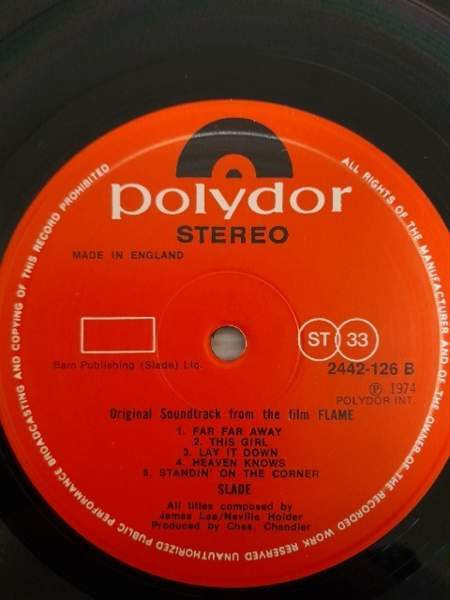 polydor
STEREO
MADE IN ENGLAND
ST 33
Barn Publishing (Slade) Ltd.
2442-126 B
Ⓟ 1974
POLYDOR INT.
Original Soundtrack from the film FLAME
1. FAR FAR AWAY
2. THIS GIRL
3. LAY IT DOWN
4. HEAVEN KNOWS
5. STANDIN' ON THE CORNER
SLADE
All titles composed by
James Lea/Neville Holder
Produced by Chas. Chandler
ALL RIGHTS OF THE MANUFACTURER AND OF THE OWNER OF THE RECORDED WORK RESERVED UNAUTHORIZED PUBLIC PERFORMANCE BROADCASTING AND COPYING OF THIS RECORD PROHIBITED